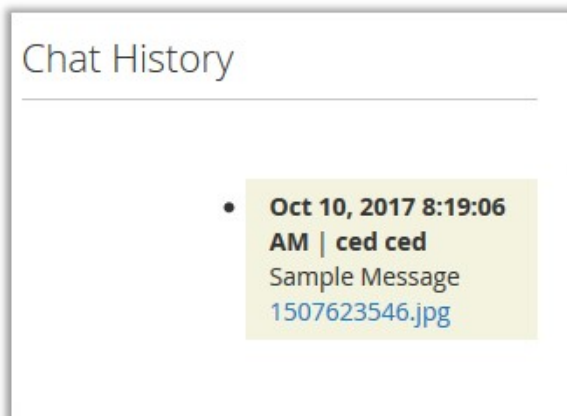 Chat History
Oct 10, 2017 8:19:06
AM | ced ced
Sample Message
1507623546.jpg